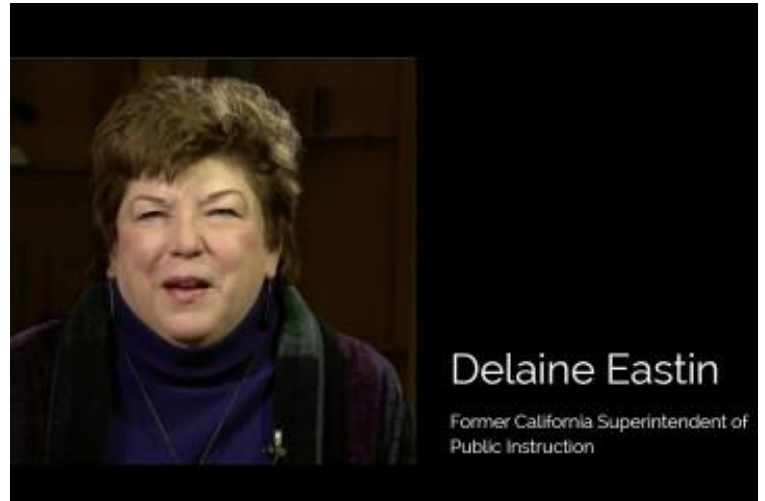 Delaine Eastin
Former California Superintendent of
Public Instruction